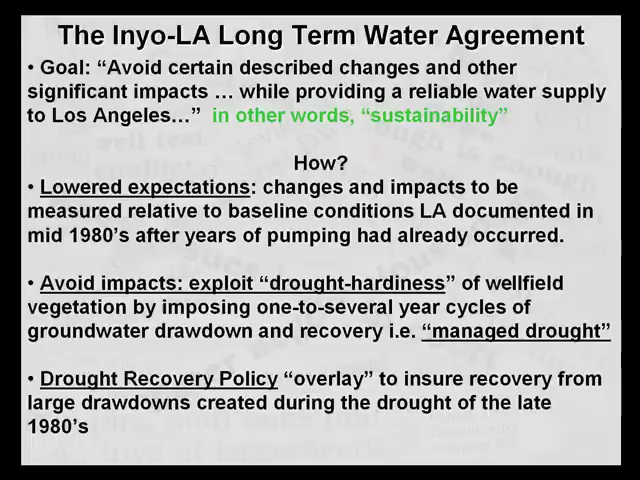 The Inyo-LA Long Term Water Agreement
• Goal: “Avoid certain described changes and other
significant impacts … while providing a reliable water supply
to Los Angeles…” in other words, “sustainability”
How?
• Lowered expectations: changes and impacts to be
measured relative to baseline conditions LA documented in
mid 1980’s after years of pumping had already occurred.
• Avoid impacts: exploit “drought-hardiness” of wellfield
vegetation by imposing one-to-several year cycles of
groundwater drawdown and recovery i.e. “managed drought”
• Drought Recovery Policy “overlay” to insure recovery from
large drawdowns created during the drought of the late
1980’s